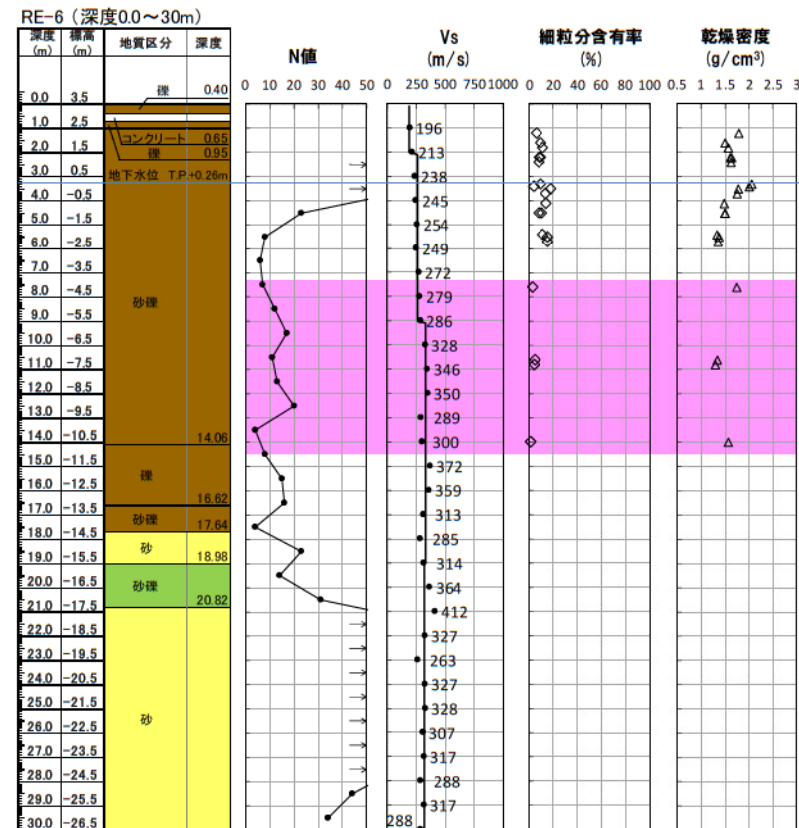 RE-6 (深度0.0～30m)
深度 標高 地質区分 深度 N値 Vs 細粒分含有率 乾燥密度
(m) (m) (m/s) (%) (g/cm³)
0 10 20 30 40 50 0 250 500 750 1000 0 20 40 60 80 100 0.5 1 1.5 2 2.5 3
0.0 3.5 礫 0.40
1.0 2.5 コンクリート 0.65 196
2.0 1.5 礫 0.95 213
3.0 0.5 地下水位 T.P.+0.26m 238
4.0 -0.5 245
5.0 -1.5 254
6.0 -2.5 249
7.0 -3.5 272
8.0 -4.5 砂礫 279
9.0 -5.5 286
10.0 -6.5 328
11.0 -7.5 346
12.0 -8.5 350
13.0 -9.5 289
14.0 -10.5 14.06 300
15.0 -11.5 礫 372
16.0 -12.5 16.62 359
17.0 -13.5 砂礫 17.64 313
18.0 -14.5 砂 285
19.0 -15.5 18.98 314
20.0 -16.5 砂礫 364
21.0 -17.5 20.82 412
22.0 -18.5 327
23.0 -19.5 263
24.0 -20.5 327
25.0 -21.5 328
26.0 -22.5 砂 307
27.0 -23.5 317
28.0 -24.5 288
29.0 -25.5 317
30.0 -26.5 288